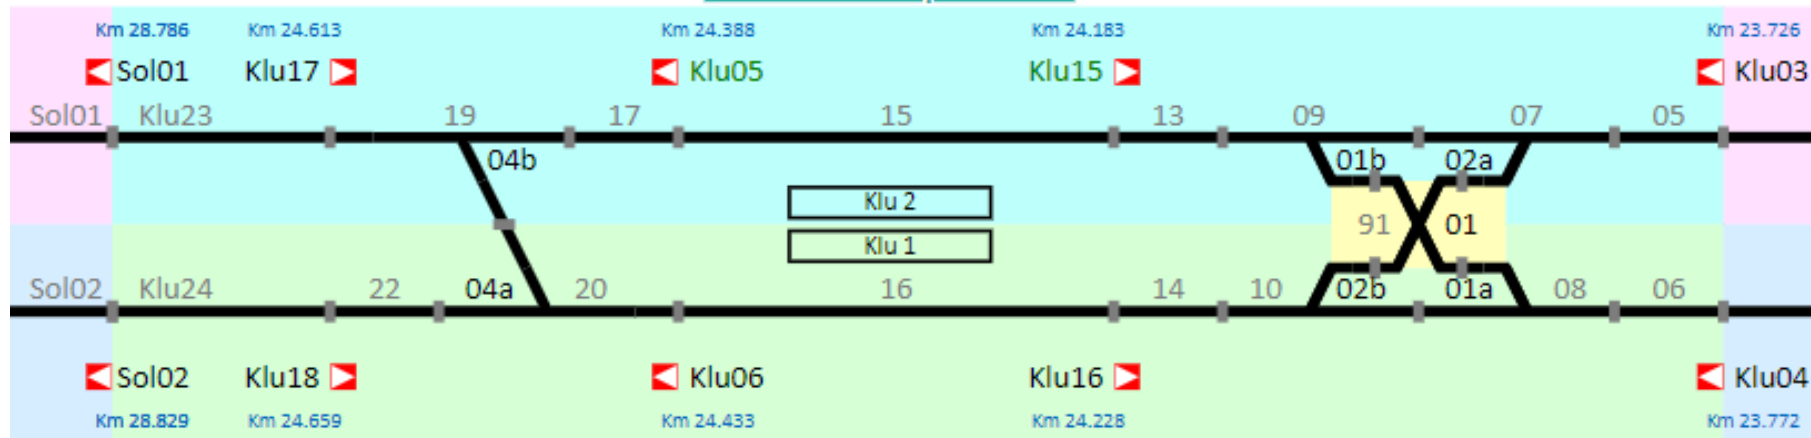 Km 28.786 Km 24.613 Km 24.388 Km 24.183 Km 23.726
Sol01 Klu17 Klu05 Klu15 Klu03
Sol01 Klu23 19 17 15 13 09 07 05
04b 01b 02a
Klu 2
91 01
Klu 1
Sol02 Klu24 22 04a 20 16 14 10 02b 01a 08 06
Sol02 Klu18 Klu06 Klu16 Klu04
Km 28.829 Km 24.659 Km 24.433 Km 24.228 Km 23.772